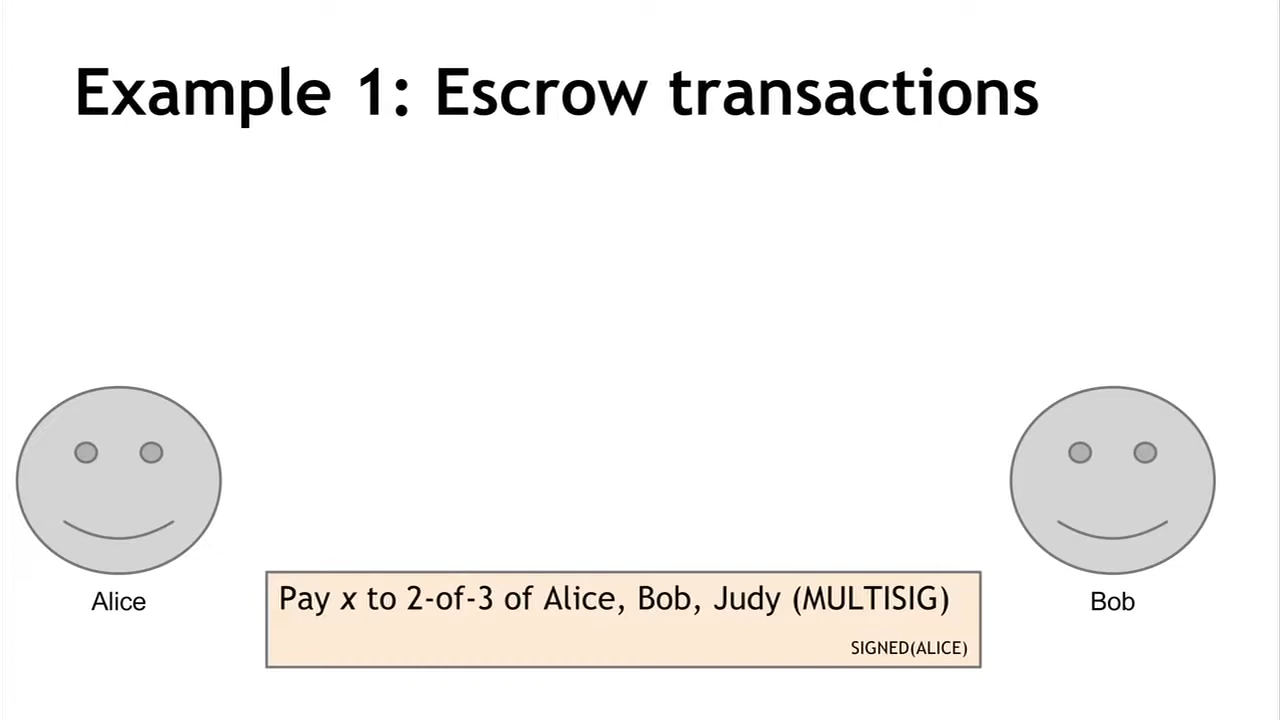 Example 1: Escrow transactions
Alice
Bob
Pay x to 2-of-3 of Alice, Bob, Judy (MULTISIG)
SIGNED(ALICE)